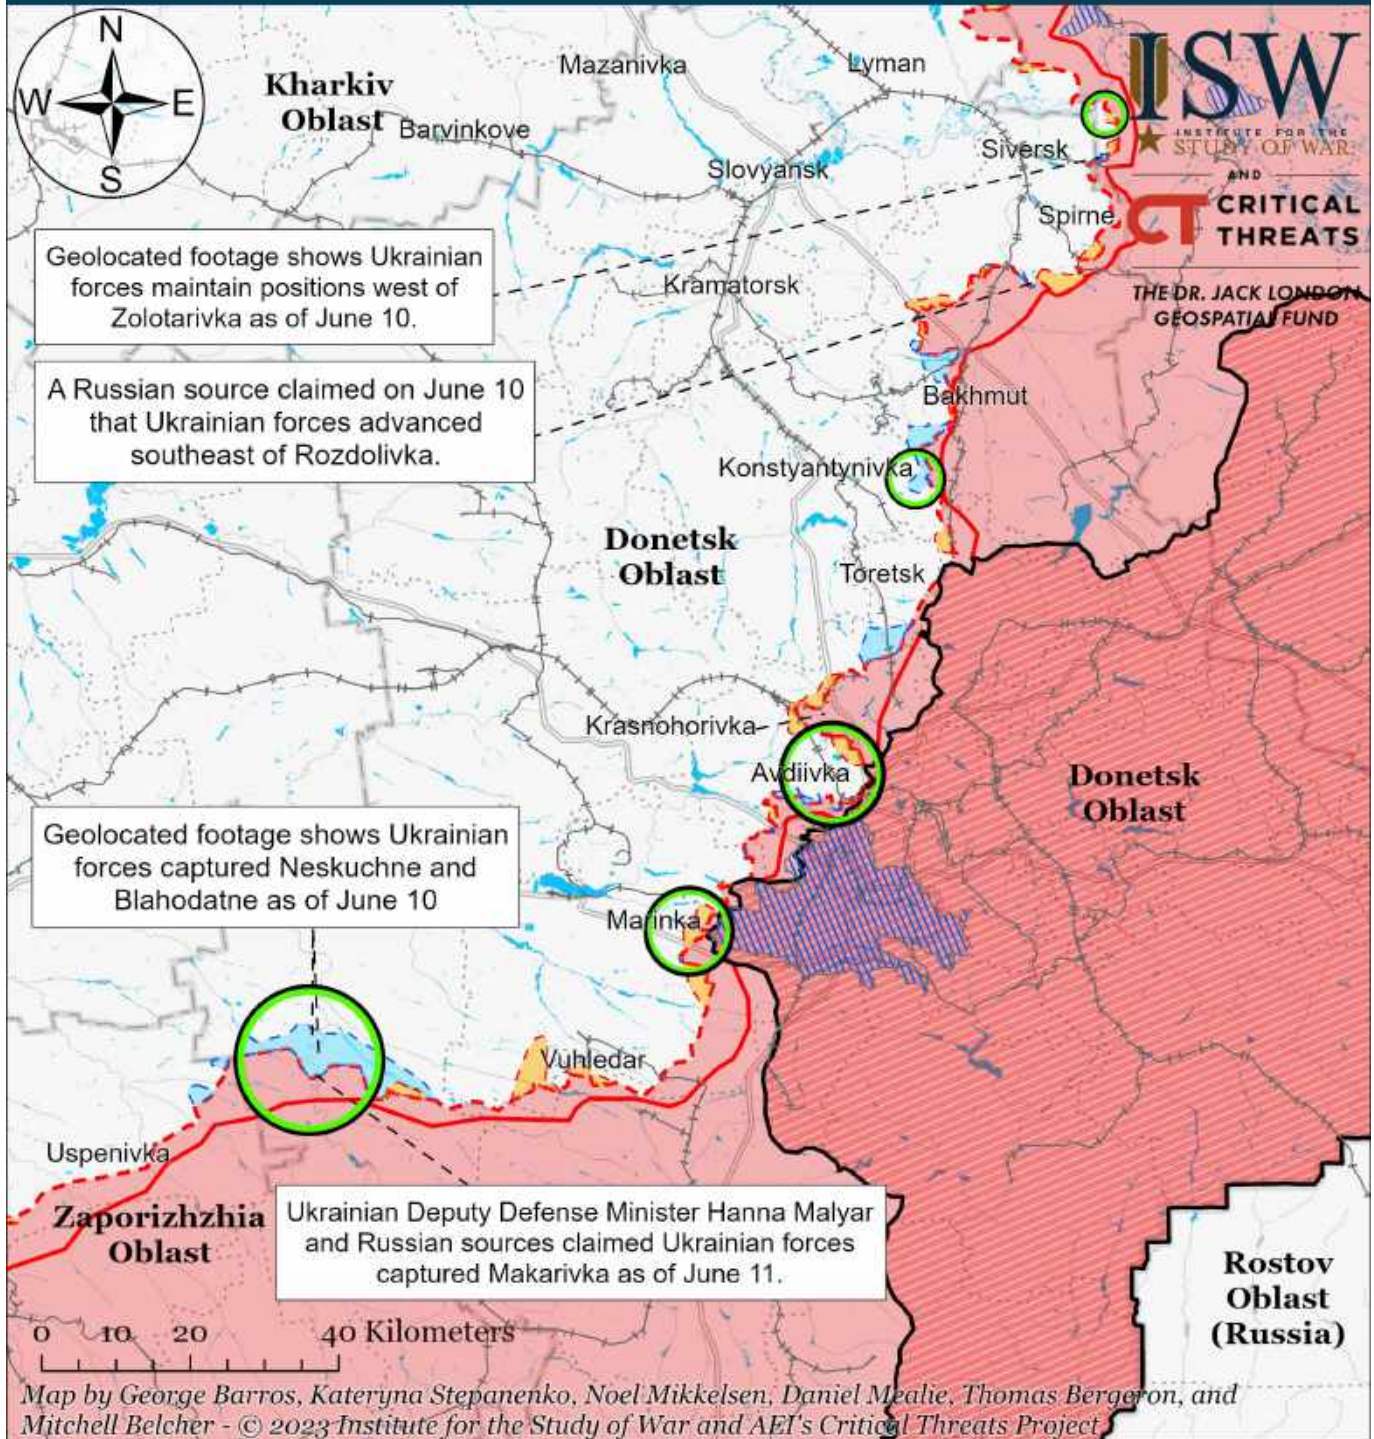 N
W E
S
Kharkiv
Oblast
Mazanivka
Lyman
Barvinkove
Slovyansk
Siversk
Spirne
ISW
INSTITUTE FOR THE
STUDY OF WAR
AND
CT CRITICAL
THREATS
THE DR. JACK LONDON
GEOSPATIAL FUND
Geolocated footage shows Ukrainian
forces maintain positions west of
Zolotarivka as of June 10.
Kramatorsk
A Russian source claimed on June 10
that Ukrainian forces advanced
southeast of Rozdolivka.
Bakhmut
Konstyantynivka
Donetsk
Oblast
Toretsk
Krasnohorivka
Avdiivka
Donetsk
Oblast
Geolocated footage shows Ukrainian
forces captured Neskuchne and
Blahodatne as of June 10
Marinka
Vuhledar
Uspenivka
Zaporizhzhia
Oblast
Ukrainian Deputy Defense Minister Hanna Malyar
and Russian sources claimed Ukrainian forces
captured Makarivka as of June 11.
Rostov
Oblast
(Russia)
0 10 20 40 Kilometers
Map by George Barros, Kateryna Stepanenko, Noel Mikkelsen, Daniel Mealie, Thomas Bergeron, and
Mitchell Belcher - © 2023 Institute for the Study of War and AEI's Critical Threats Project